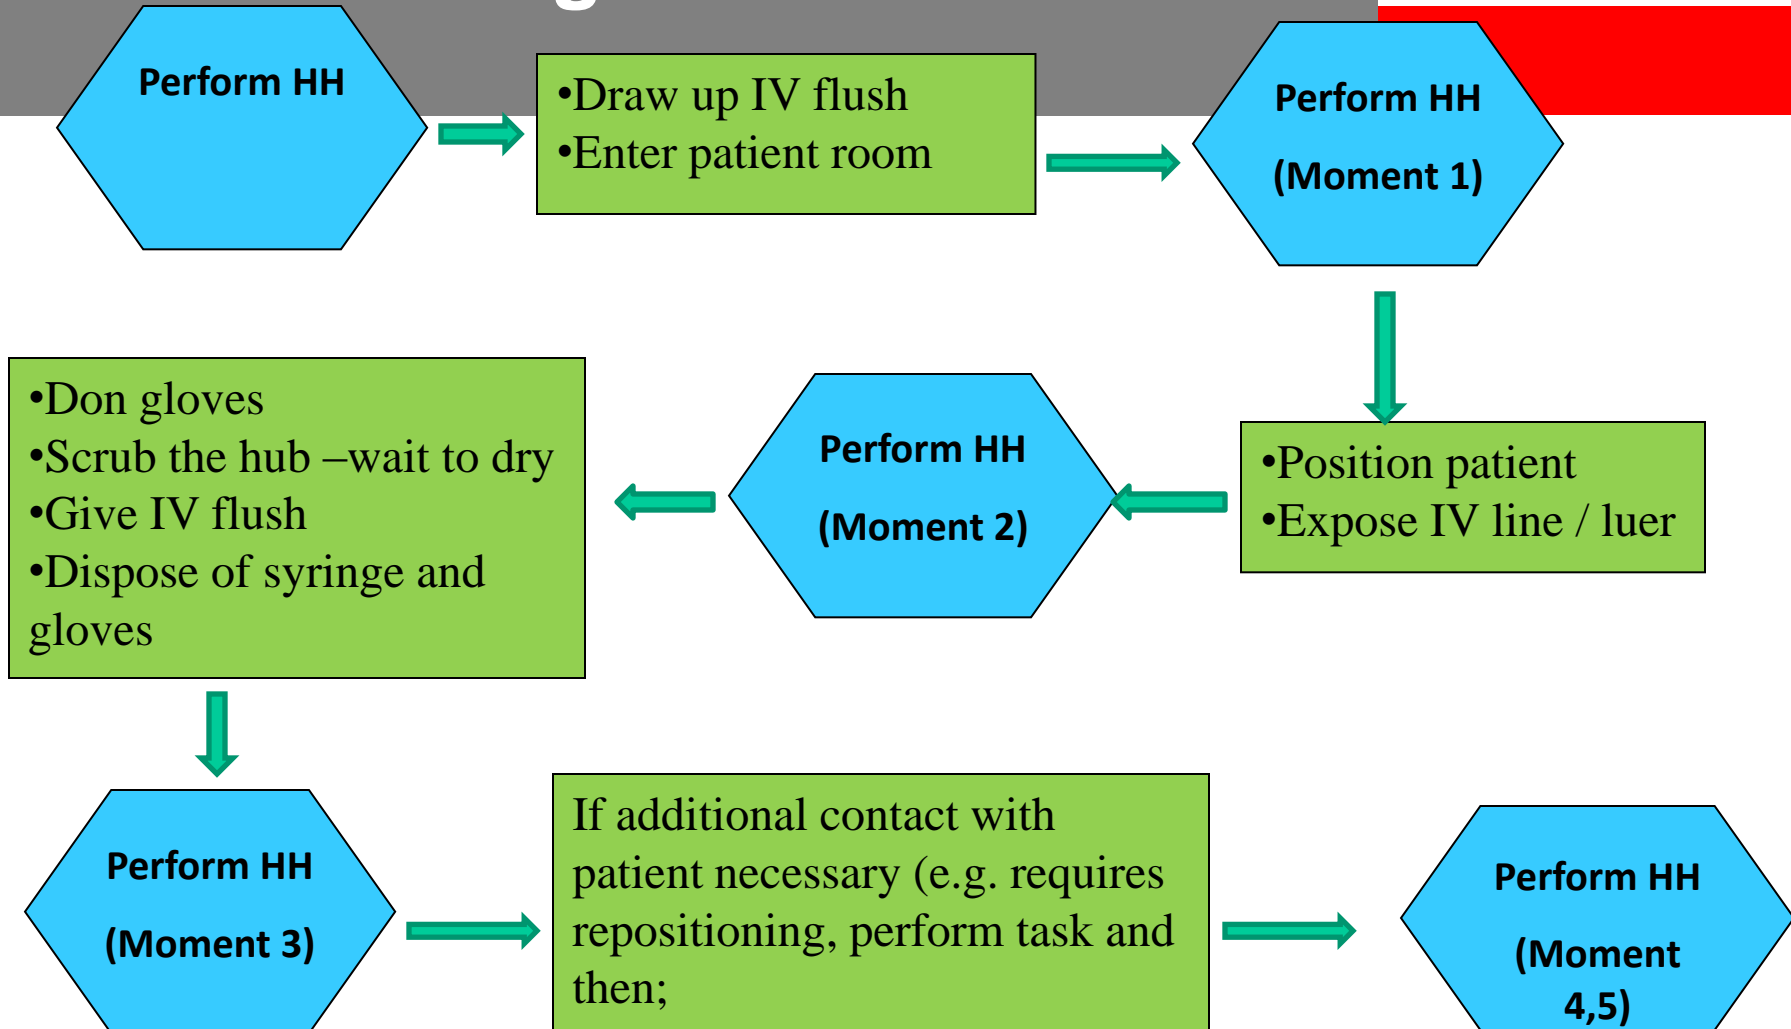 Perform HH
•Draw up IV flush
•Enter patient room
Perform HH
(Moment 1)
•Position patient
•Expose IV line / luer
Perform HH
(Moment 2)
•Don gloves
•Scrub the hub –wait to dry
•Give IV flush
•Dispose of syringe and
gloves
Perform HH
(Moment 3)
If additional contact with
patient necessary (e.g. requires
repositioning, perform task and
then;
Perform HH
(Moment
4,5)